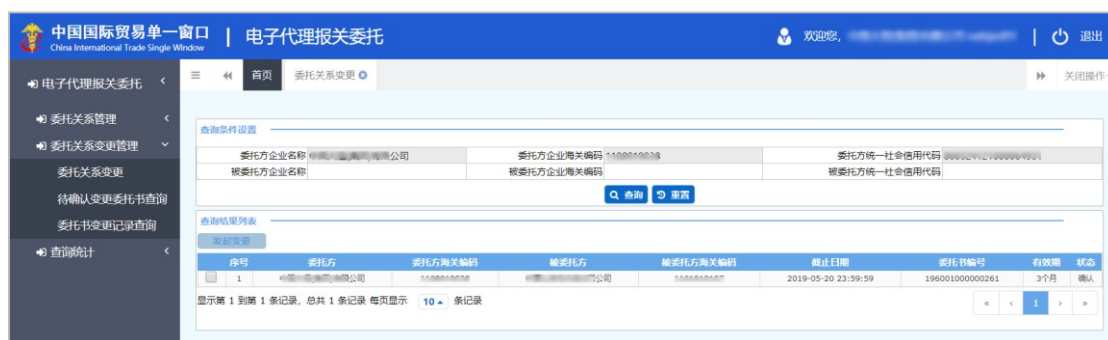 中国国际贸易单一窗口 | 电子代理报关委托
China International Trade Single Window
欢迎您,
退出
电子代理报关委托
首页 委托关系变更
关闭操作
委托关系管理
委托关系变更管理
委托关系变更
待确认变更委托书查询
委托书变更记录查询
查询统计
查询条件设置
委托方企业名称 公司 委托方企业海关编码 委托方统一社会信用代码
被委托方企业名称 被委托方企业海关编码 被委托方统一社会信用代码
查询 重置
查询结果列表
发起变更
序号 委托方 委托方海关编码 被委托方 被委托方海关编码 截止日期 委托书编号 有效期 状态
1 公司 公司 2019-05-20 23:59:59 196001000000261 3个月 确认
显示第 1 到第 1 条记录，总共 1 条记录 每页显示 10 条记录
« ‹ 1 › »